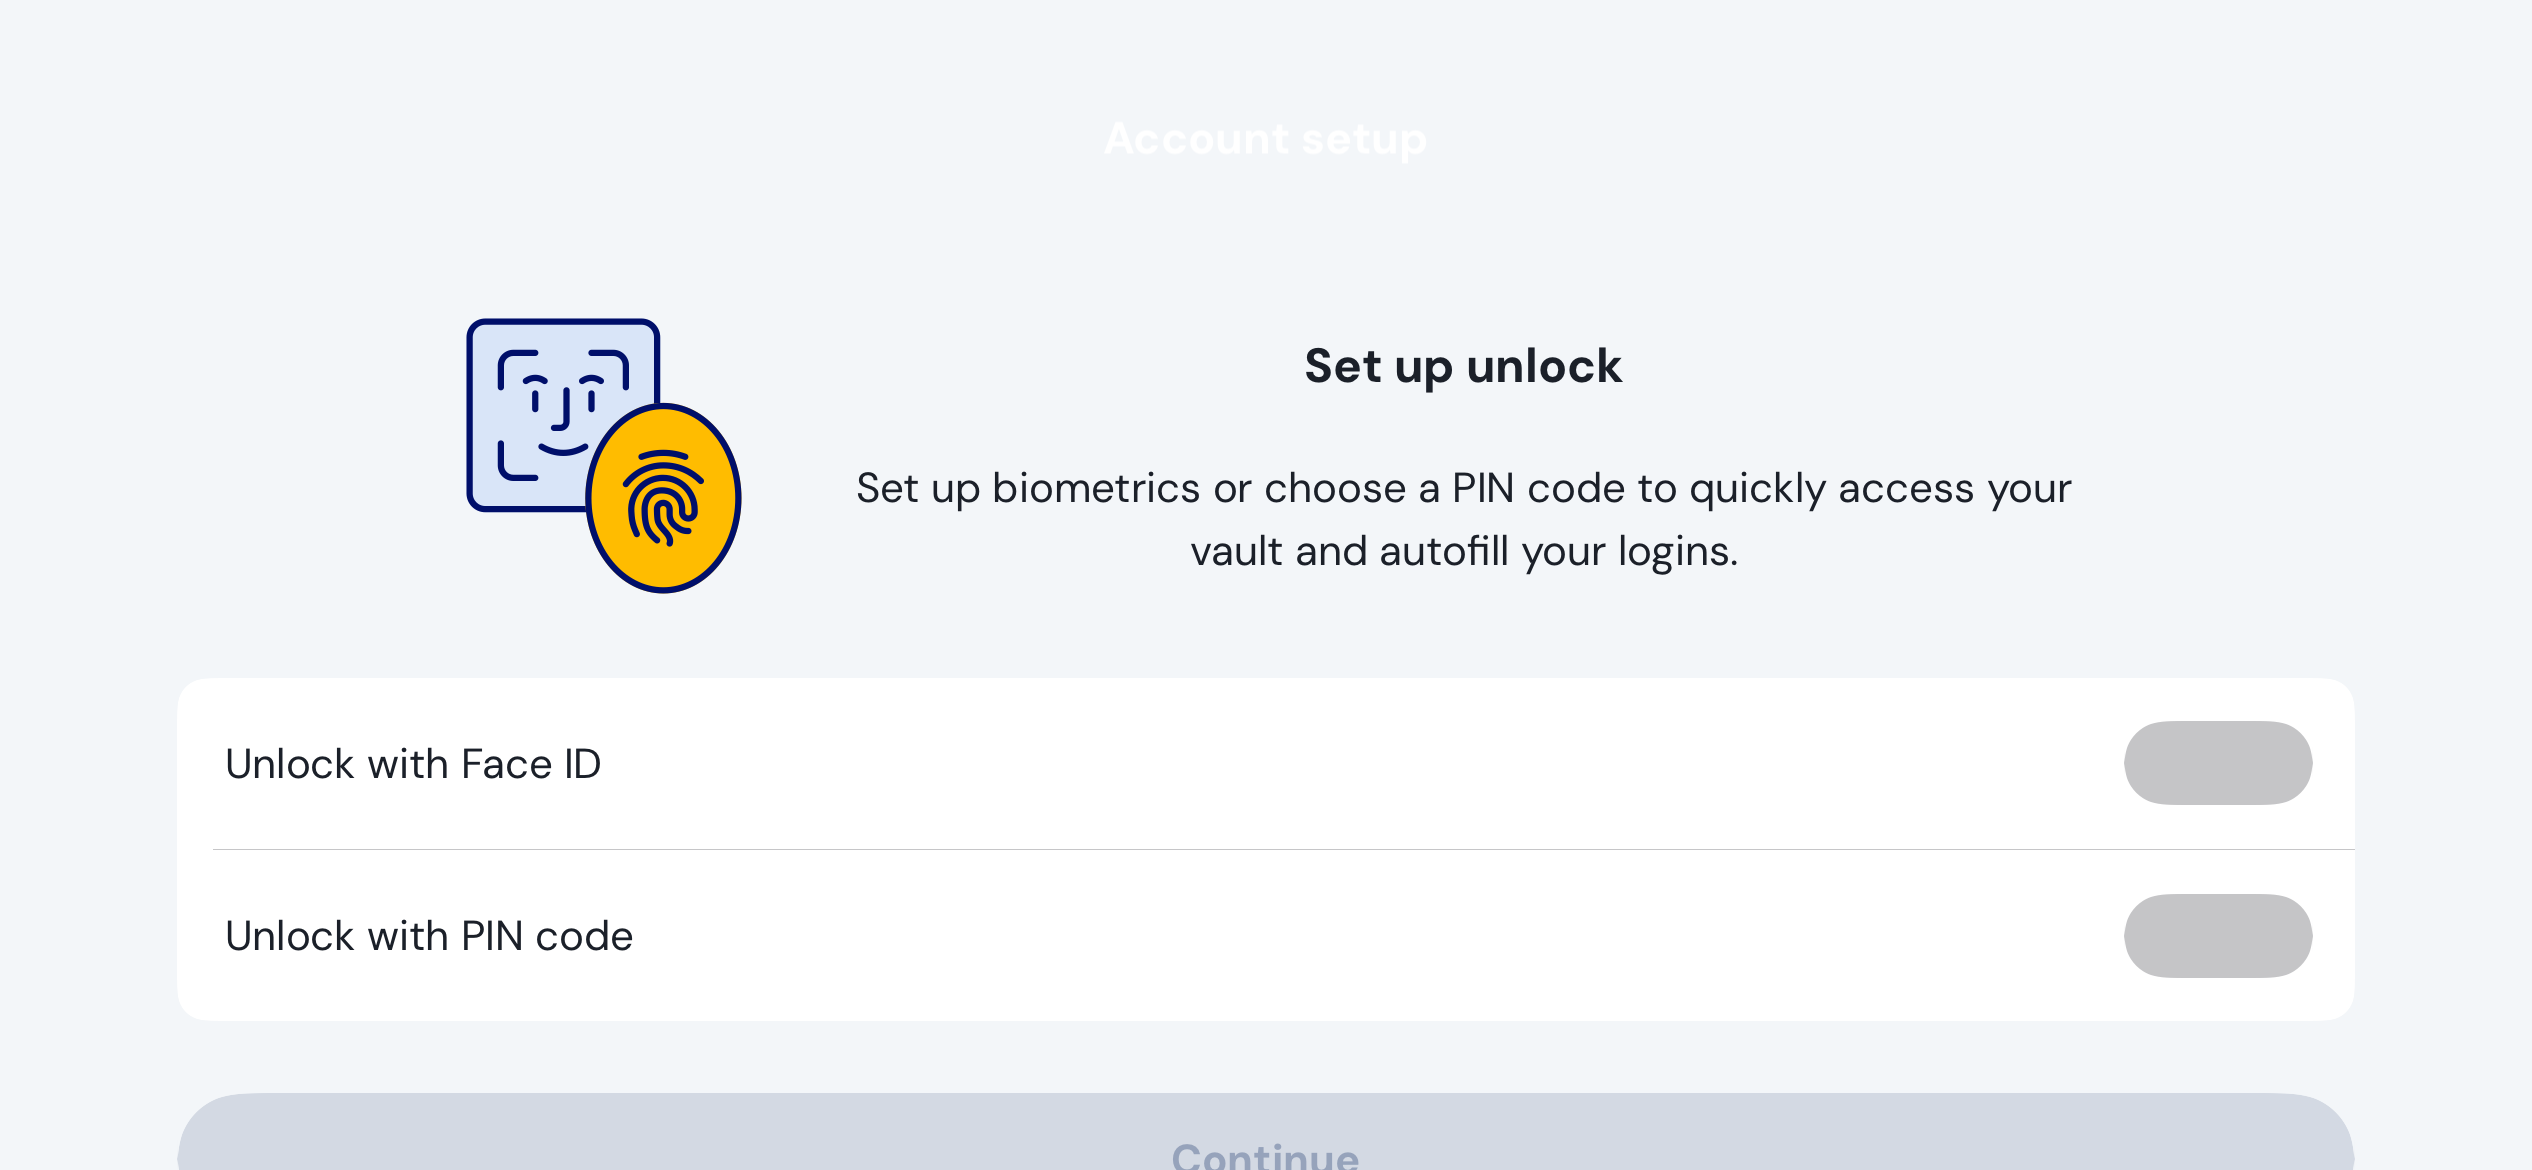 Account setup
Set up unlock
Set up biometrics or choose a PIN code to quickly access your
vault and autofill your logins.
Unlock with Face ID
Unlock with PIN code
Continue